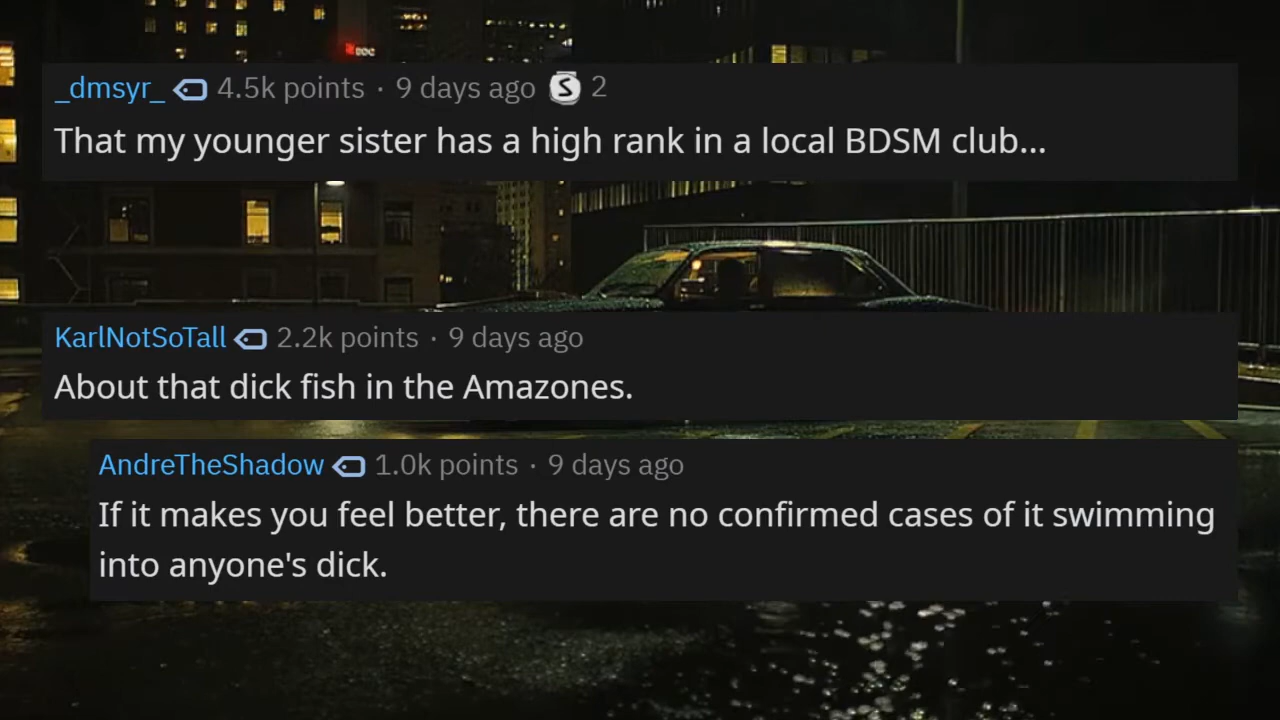 _dmsyr_ 4.5k points · 9 days ago S 2
That my younger sister has a high rank in a local BDSM club...
KarlNotSoTall 2.2k points · 9 days ago
About that dick fish in the Amazones.
AndreTheShadow 1.0k points · 9 days ago
If it makes you feel better, there are no confirmed cases of it swimming
into anyone's dick.